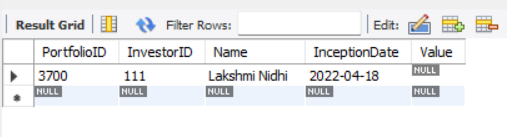 Result Grid Filter Rows: Edit:
PortfolioID InvestorID Name InceptionDate Value
3700 111 Lakshmi Nidhi 2022-04-18 NULL
NULL NULL NULL NULL NULL